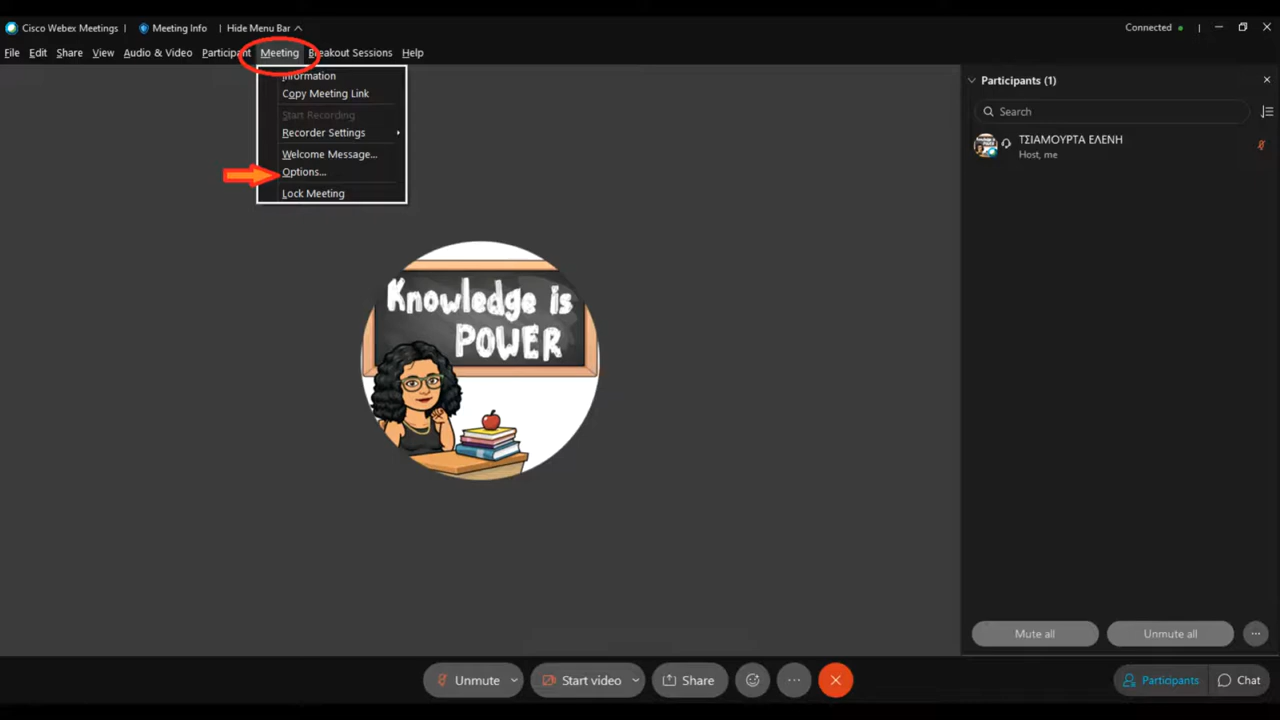 Cisco Webex Meetings | Meeting Info | Hide Menu Bar
Connected
File Edit Share View Audio & Video Participant Meeting Breakout Sessions Help
Information
Copy Meeting Link
Start Recording
Recorder Settings
Welcome Message...
Options...
Lock Meeting
Knowledge is
POWER
Participants (1)
Search
ΤΣΙΑΜΟΥΡΤΑ ΕΛΕΝΗ
Host, me
Mute all Unmute all ...
Unmute Start video Share ...
Participants Chat